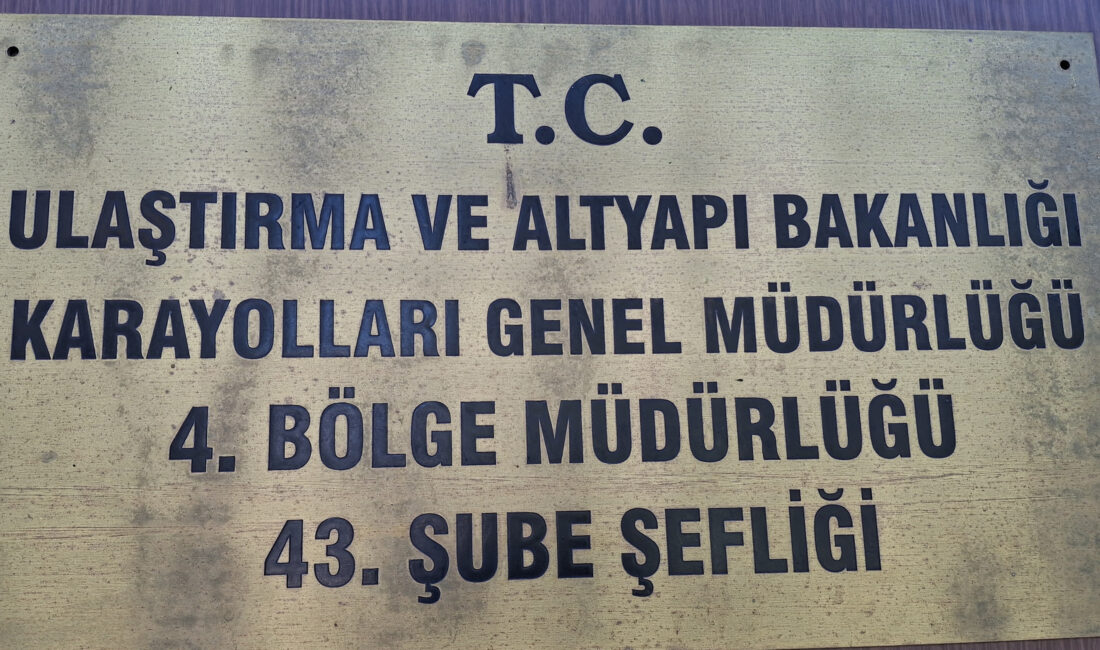 T.C.
ULAŞTIRMA VE ALTYAPI BAKANLIĞI
KARAYOLLARI GENEL MÜDÜRLÜĞÜ
4. BÖLGE MÜDÜRLÜĞÜ
43. ŞUBE ŞEFLİĞİ